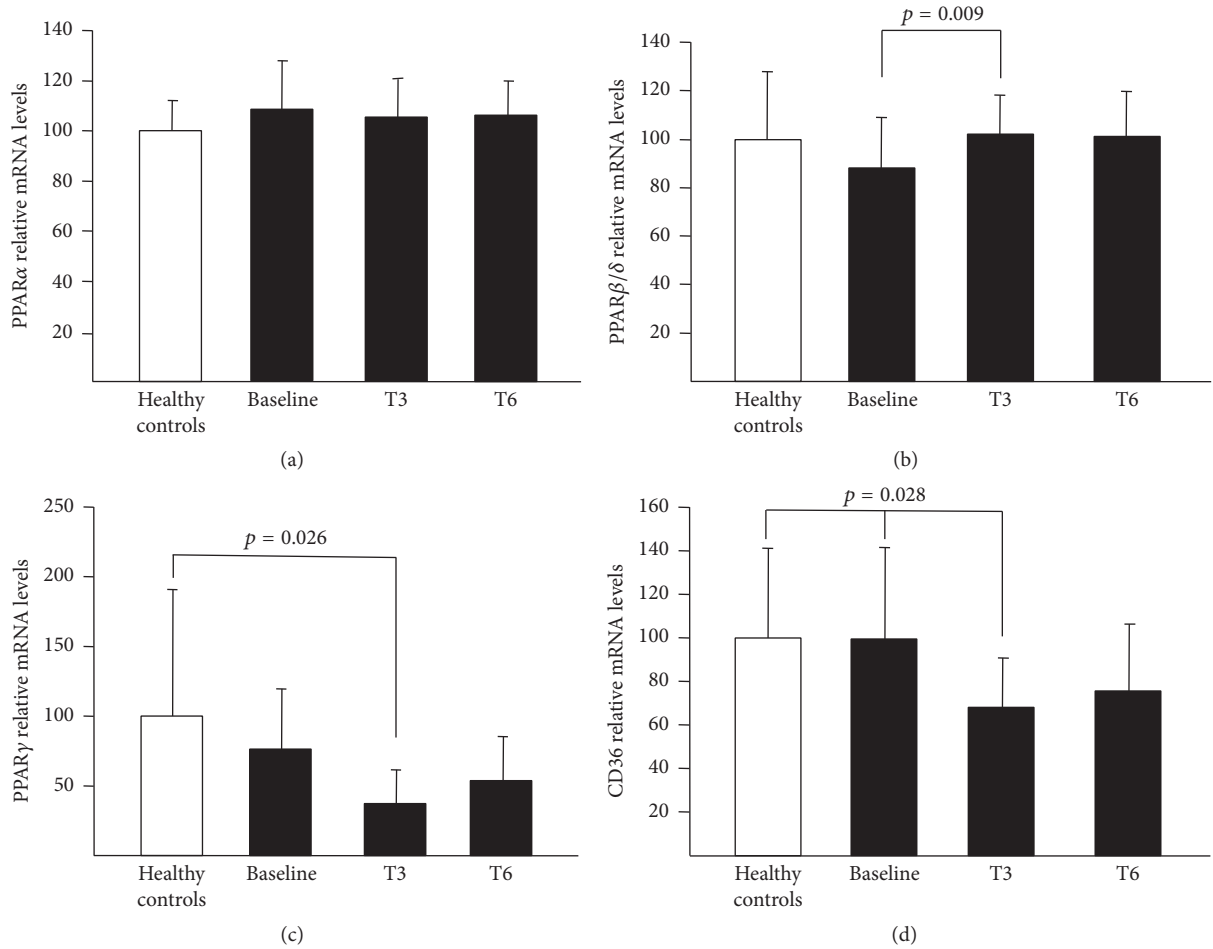 140
120
100
80
60
40
20
PPARα relative mRNA levels
Healthy
controls
Baseline
T3
T6
(a)
p = 0.009
140
120
100
80
60
40
20
PPARβ/δ relative mRNA levels
Healthy
controls
Baseline
T3
T6
(b)
p = 0.026
250
200
150
100
50
PPARγ relative mRNA levels
Healthy
controls
Baseline
T3
T6
(c)
p = 0.028
160
140
120
100
80
60
40
20
CD36 relative mRNA levels
Healthy
controls
Baseline
T3
T6
(d)